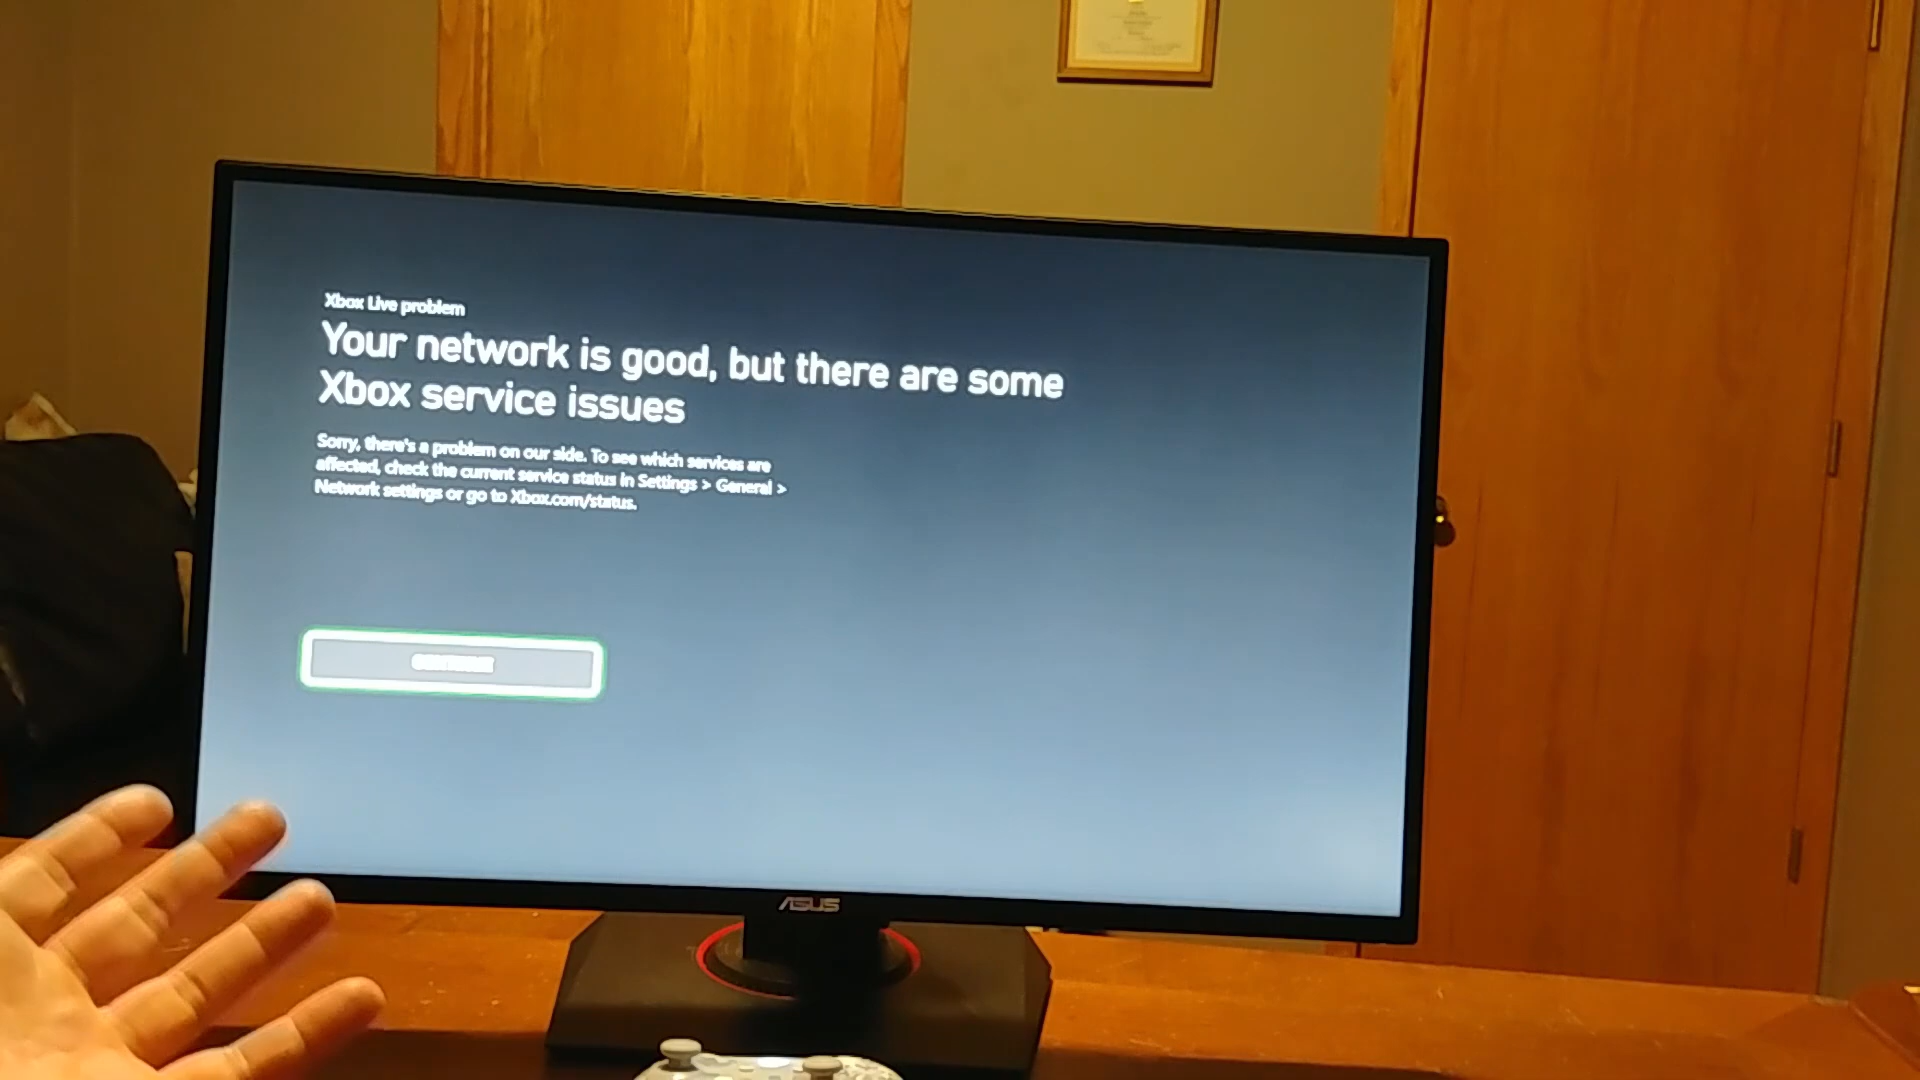 Xbox Live problem
Your network is good, but there are some
Xbox service issues
Sorry, there's a problem on our side. To see which services are
affected, check the current service status in Settings > General >
Network settings or go to Xbox.com/status.
CONTINUE
ASUS